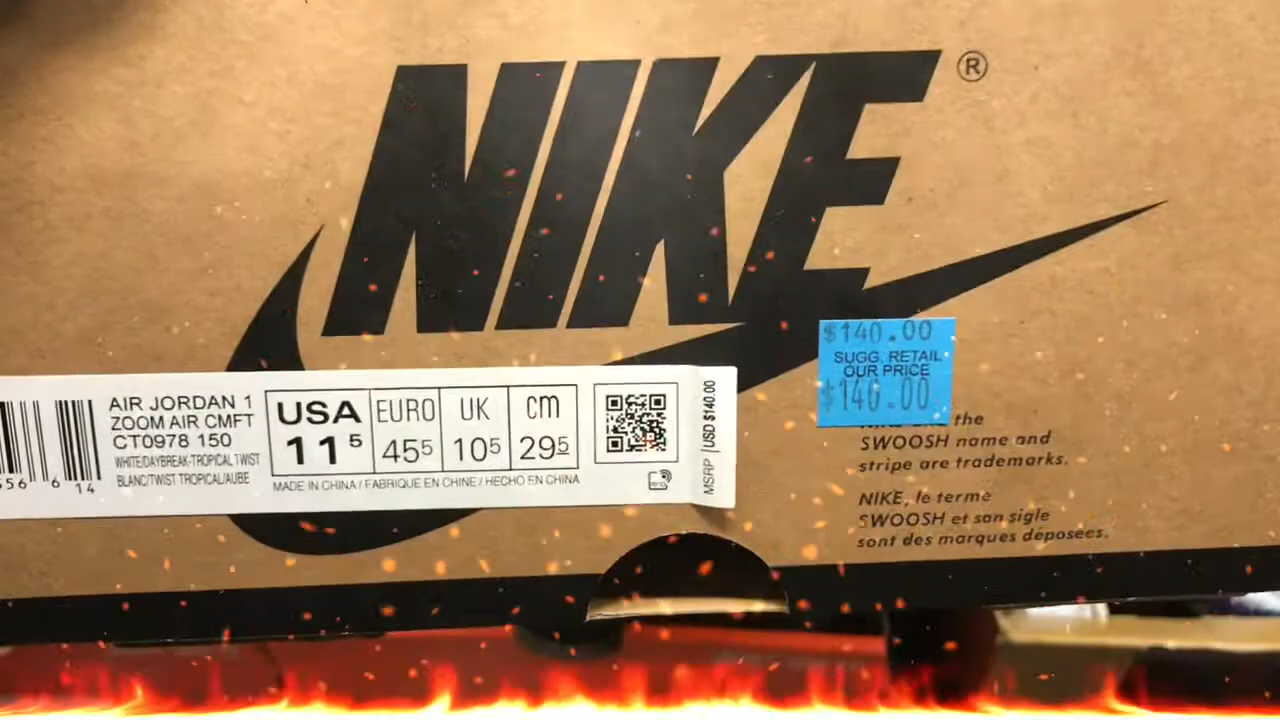 NIKE®
$140.00
SUGG. RETAIL
OUR PRICE
$140.00
AIR JORDAN 1
ZOOM AIR CMFT
CT0978 150
WHITE/DAYBREAK-TROPICAL TWIST
BLANC/TWIST TROPICAL/AUBE
USA EURO UK cm
11⁵ 45⁵ 10⁵ 29⁵
MADE IN CHINA / FABRIQUE EN CHINE / HECHO EN CHINA
MSRP USD $140.00
6 14
the
SWOOSH name and
stripe are trademarks.
NIKE, le terme
SWOOSH et son sigle
sont des marques déposées.